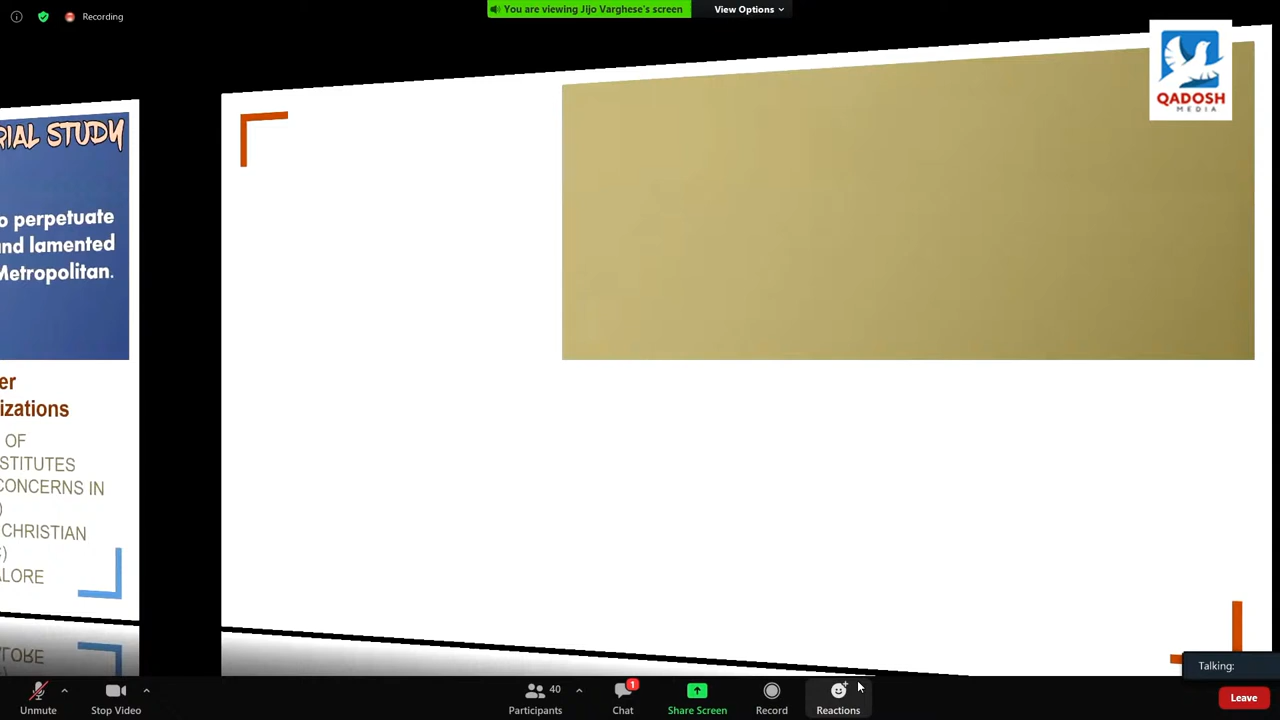 Recording
You are viewing Jijo Varghese's screen
View Options
QADOSH
MEDIA
RIAL STUDY
o perpetuate
nd lamented
Metropolitan.
er
izations
OF
STITUTES
CONCERNS IN
)
CHRISTIAN
C)
ALORE
ALORE
Talking:
Unmute
Stop Video
Participants
40
Chat
1
Share Screen
Record
Reactions
Leave